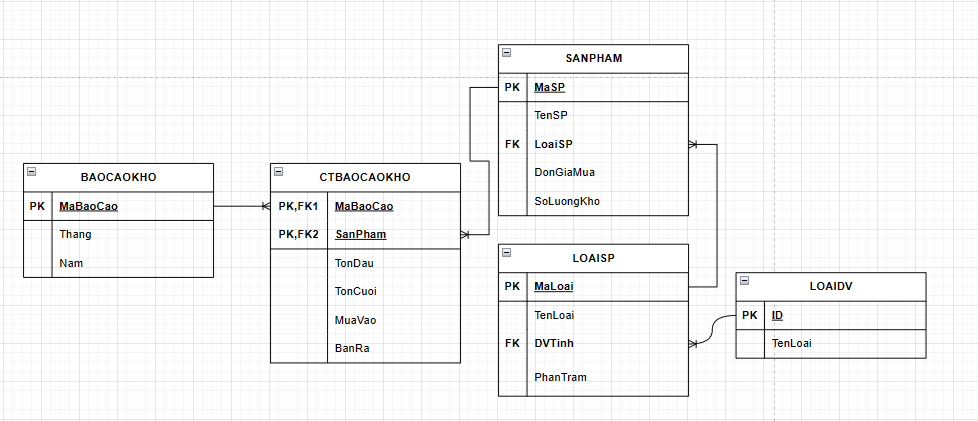 BAOCAOKHO
PK MaBaoCao
Thang
Nam
CTBAOCAOKHO
PK,FK1 MaBaoCao
PK,FK2 SanPham
TonDau
TonCuoi
MuaVao
BanRa
SANPHAM
PK MaSP
TenSP
FK LoaiSP
DonGiaMua
SoLuongKho
LOAISP
PK MaLoai
TenLoai
FK DVTinh
PhanTram
LOAIDV
PK ID
TenLoai